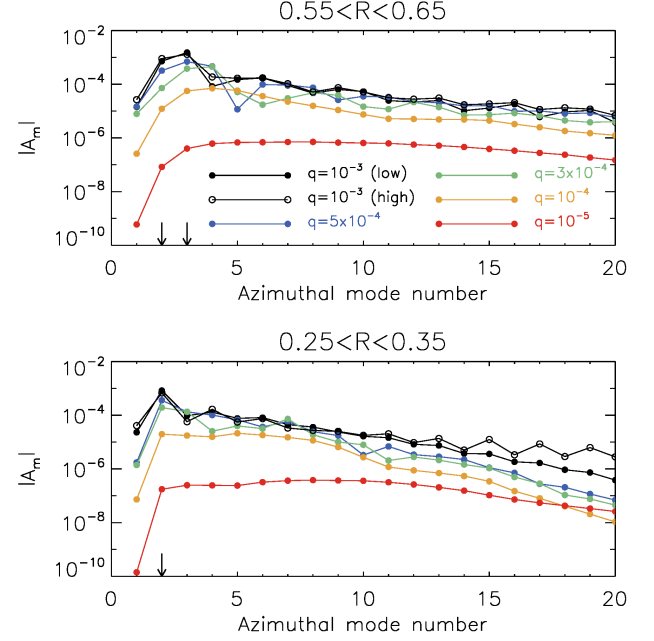 0.55<R<0.65
10⁻²
10⁻⁴
10⁻⁶
10⁻⁸
10⁻¹⁰
|Aₘ|
q=10⁻³ (low)
q=10⁻³ (high)
q=5x10⁻⁴
q=3x10⁻⁴
q=10⁻⁴
q=10⁻⁵
0 5 10 15 20
Azimuthal mode number
0.25<R<0.35
10⁻²
10⁻⁴
10⁻⁶
10⁻⁸
10⁻¹⁰
|Aₘ|
0 5 10 15 20
Azimuthal mode number